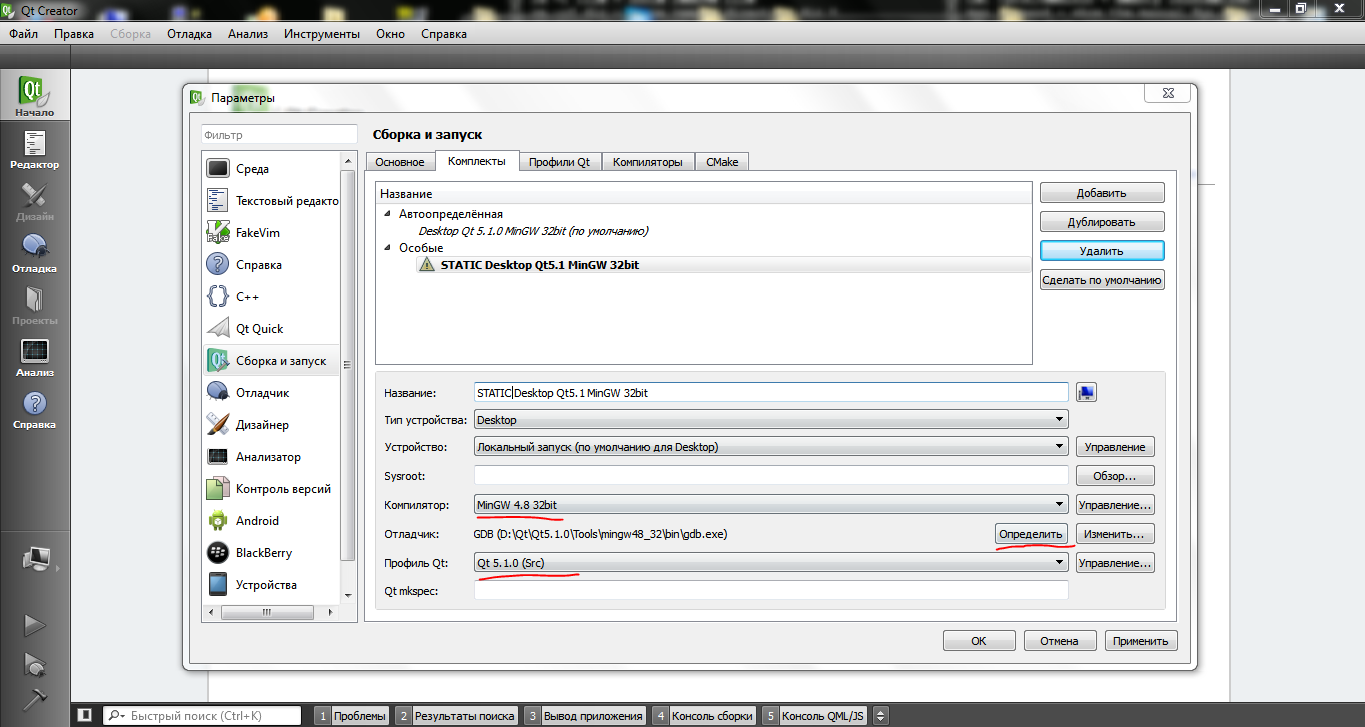 Qt Creator
Файл Правка Сборка Отладка Анализ Инструменты Окно Справка
Qt
Начало
Редактор
Дизайн
Отладка
Проекты
Анализ
Справка
Параметры
Фильтр
Среда
Текстовый редакто
FakeVim
Справка
C++
Qt Quick
Сборка и запуск
Отладчик
Дизайнер
Анализатор
Контроль версий
Android
BlackBerry
Устройства
Сборка и запуск
Основное Комплекты Профили Qt Компиляторы CMake
Название
Автоопределённая
Desktop Qt 5.1.0 MinGW 32bit (по умолчанию)
Особые
STATIC Desktop Qt5.1 MinGW 32bit
Добавить
Дублировать
Удалить
Сделать по умолчанию
Название: STATIC Desktop Qt5.1 MinGW 32bit
Тип устройства: Desktop
Устройство: Локальный запуск (по умолчанию для Desktop) Управление
Sysroot: Обзор...
Компилятор: MinGW 4.8 32bit Управление...
Отладчик: GDB (D:\Qt\Qt5.1.0\Tools\mingw48_32\bin\gdb.exe) Определить Изменить...
Профиль Qt: Qt 5.1.0 (Src) Управление...
Qt mkspec:
ОК Отмена Применить
Быстрый поиск (Ctrl+K) 1 Проблемы 2 Результаты поиска 3 Вывод приложения 4 Консоль сборки 5 Консоль QML/JS